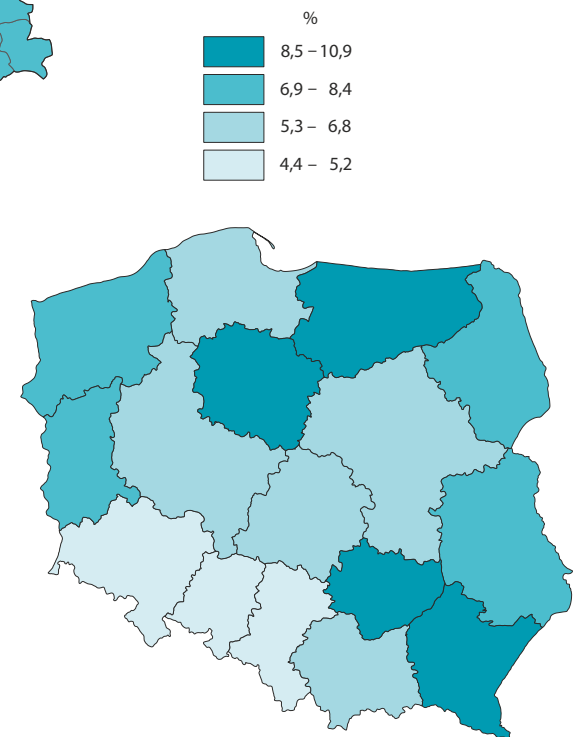 %
8,5 – 10,9
6,9 – 8,4
5,3 – 6,8
4,4 – 5,2